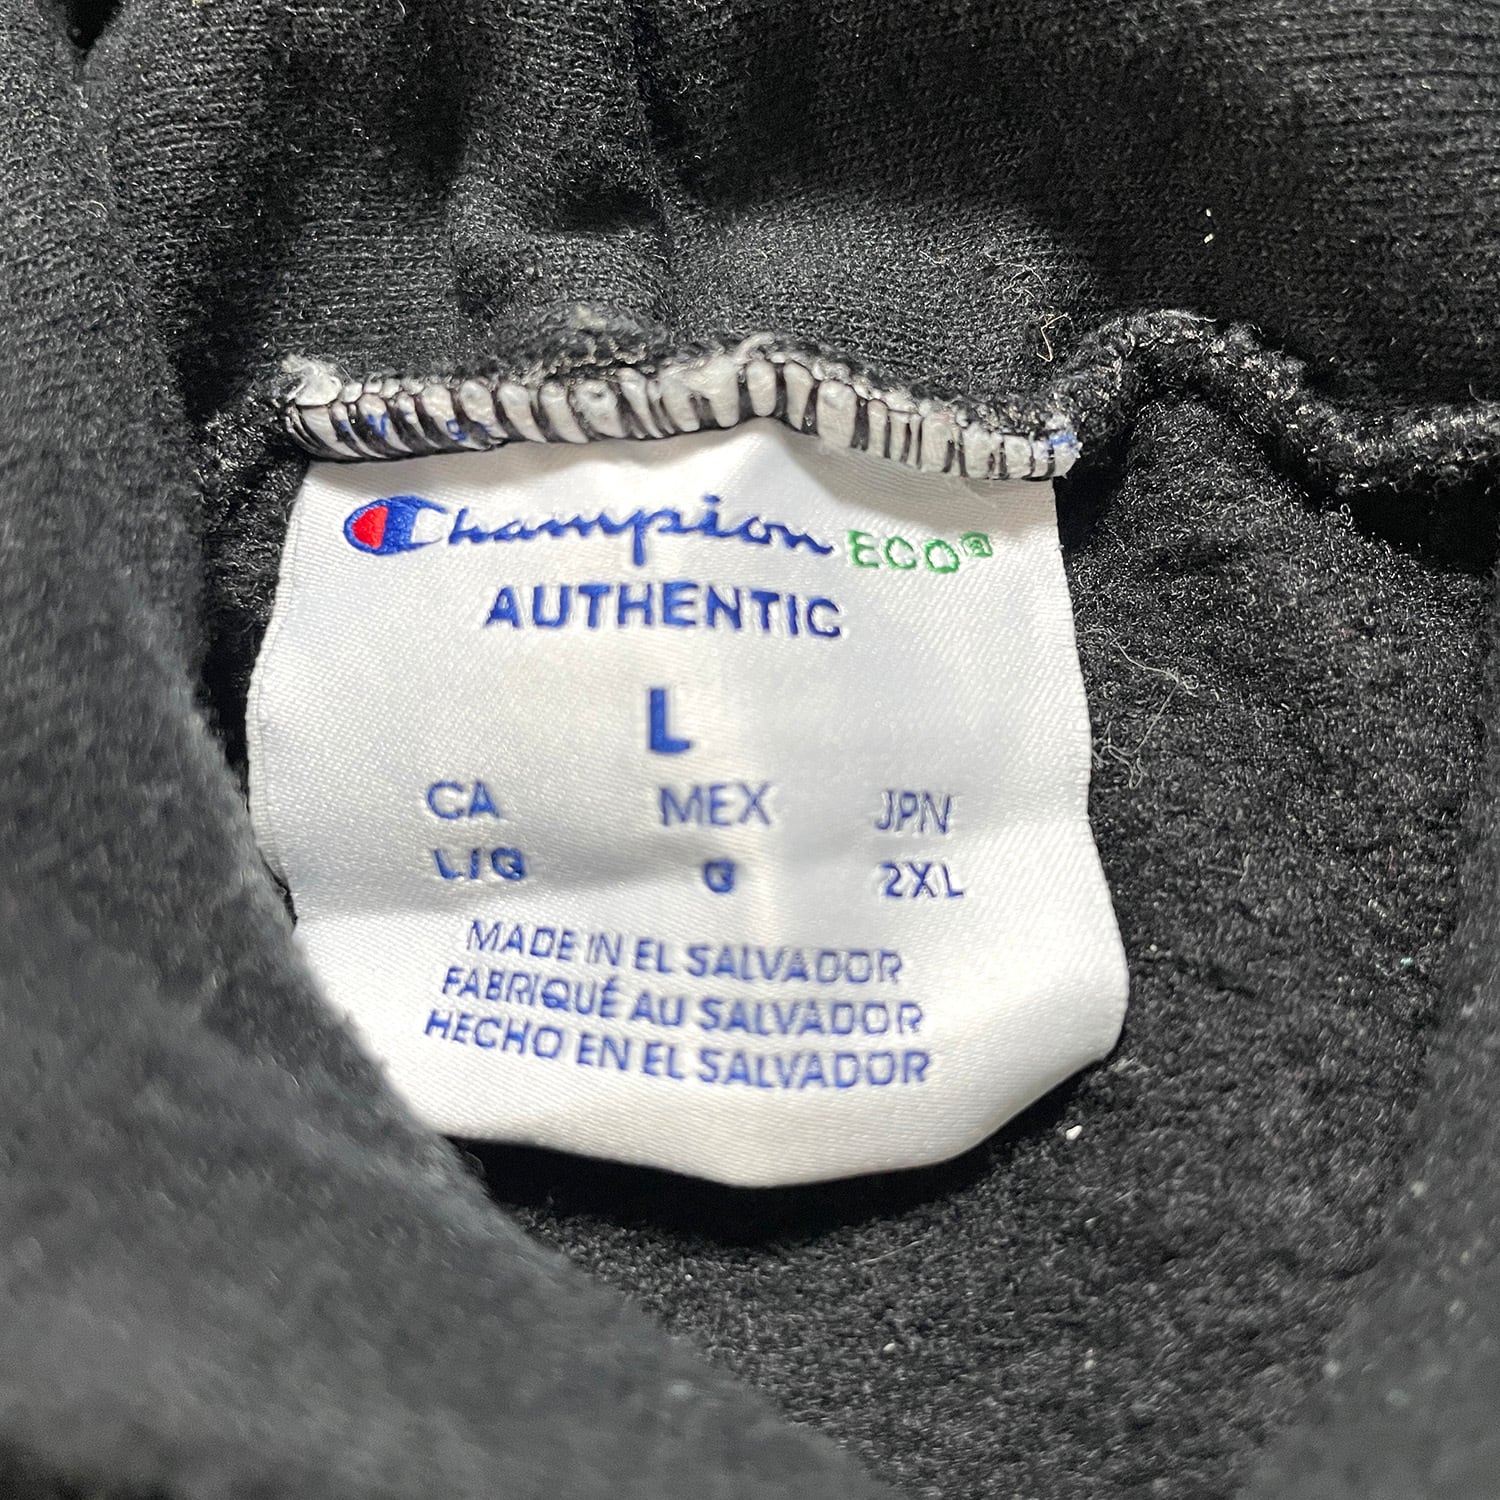 Champion ECO®
AUTHENTIC
L
CA MEX JPN
L/G G 2XL
MADE IN EL SALVADOR
FABRIQUÉ AU SALVADOR
HECHO EN EL SALVADOR